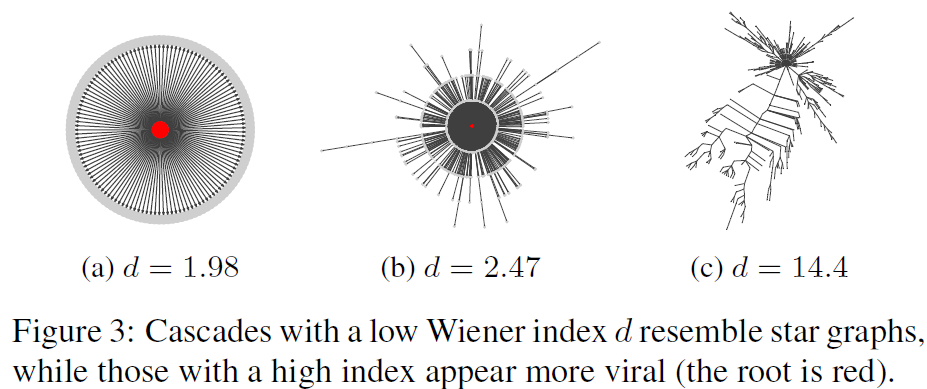 (a) d = 1.98
(b) d = 2.47
(c) d = 14.4
Figure 3: Cascades with a low Wiener index d resemble star graphs,
while those with a high index appear more viral (the root is red).